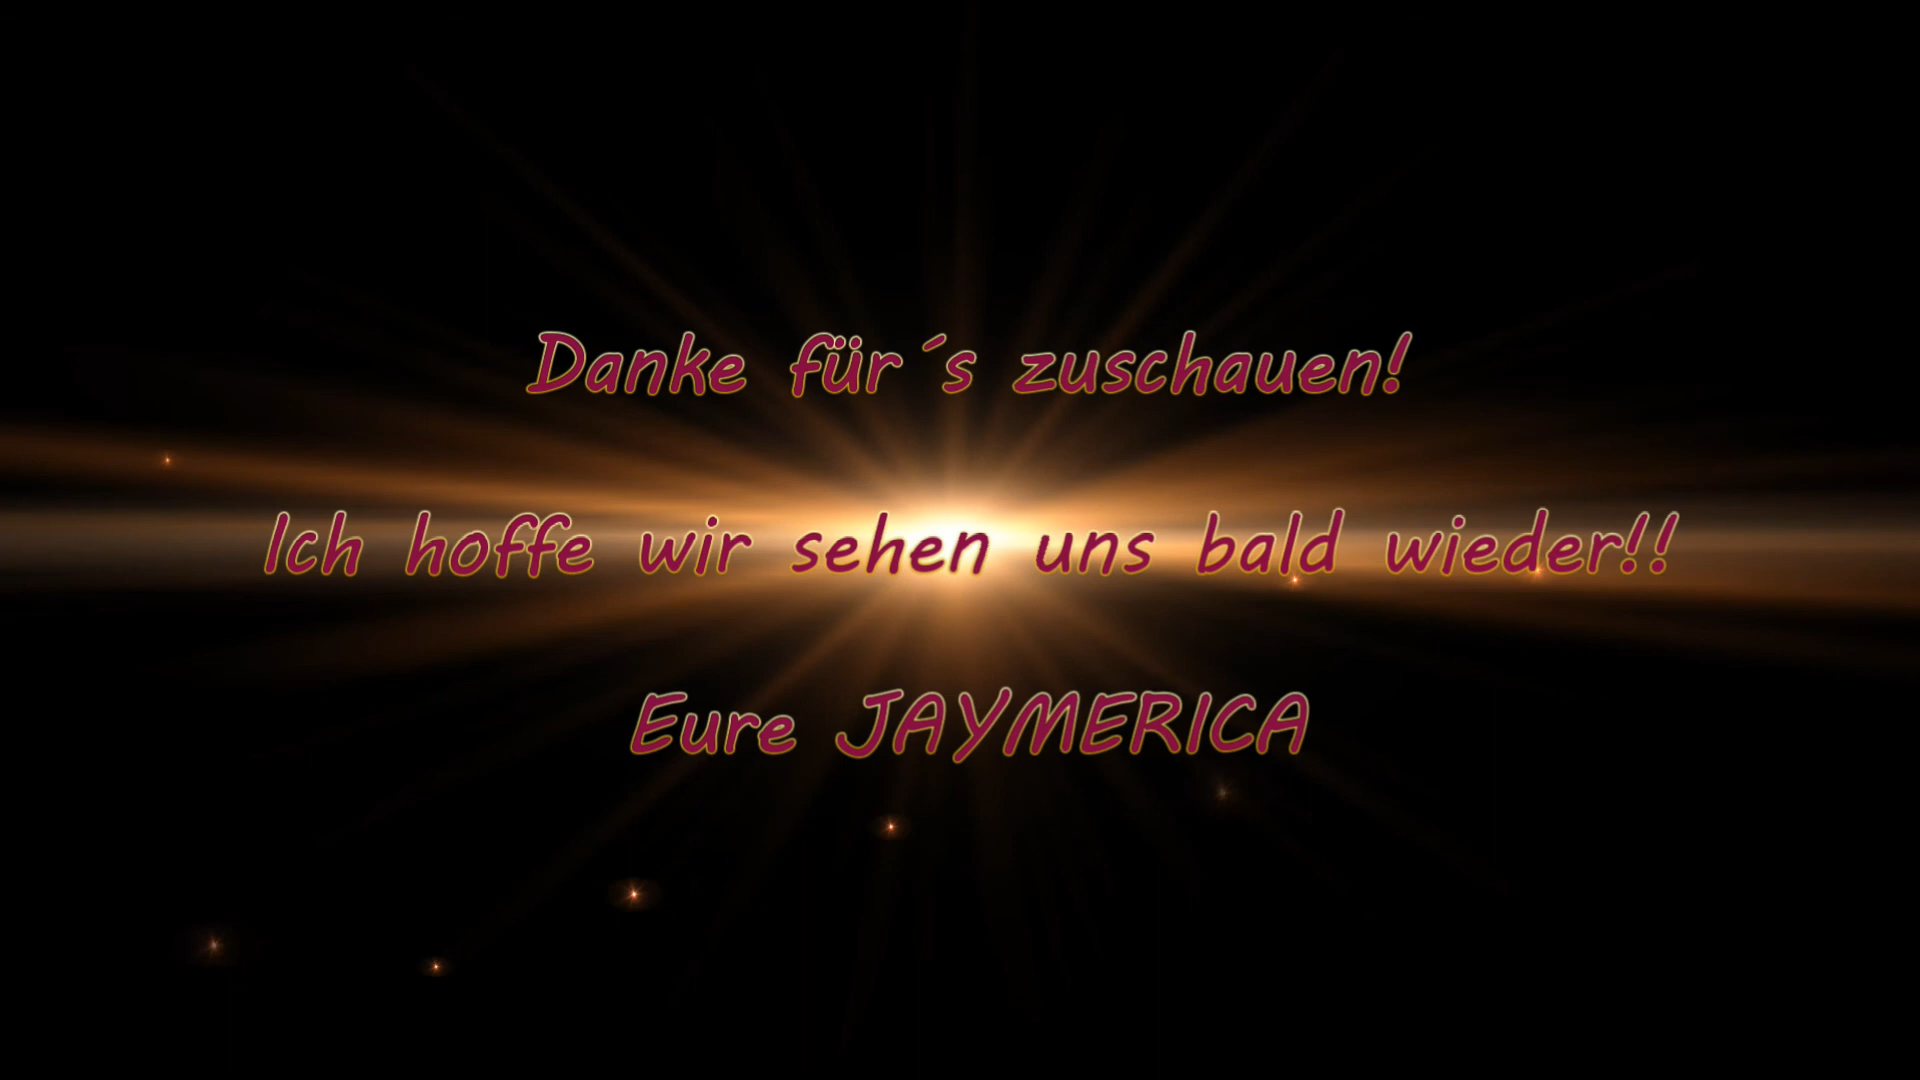 Danke für´s zuschauen!
Ich hoffe wir sehen uns bald wieder!!
Eure JAYMERICA